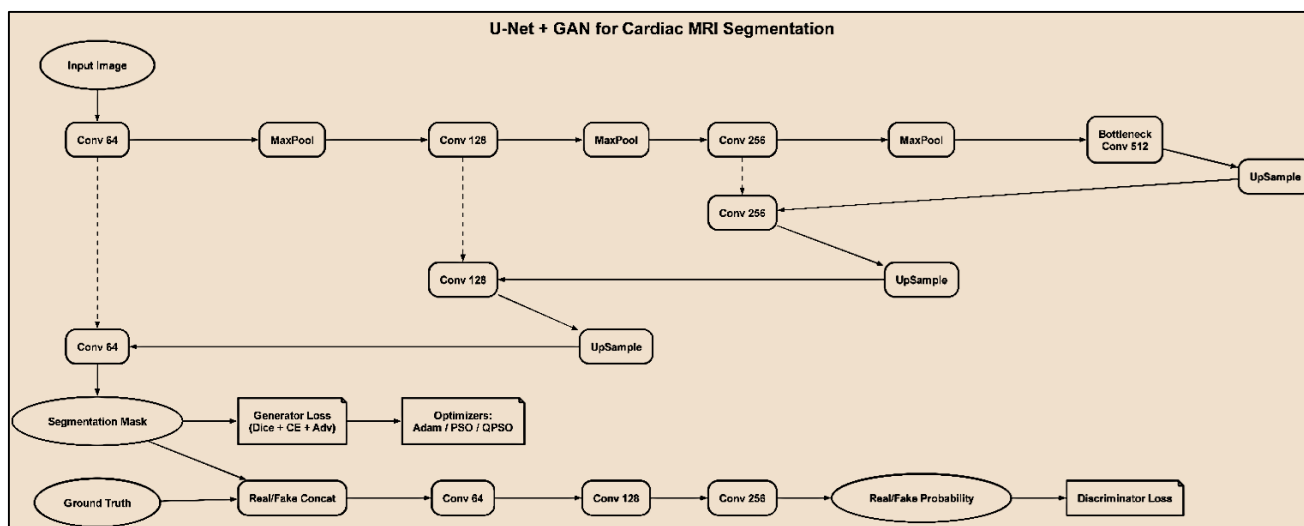 U-Net + GAN for Cardiac MRI Segmentation
Input Image
Conv 64
MaxPool
Conv 128
MaxPool
Conv 256
MaxPool
Bottleneck
Conv 512
UpSample
Conv 256
UpSample
Conv 128
UpSample
Conv 64
Segmentation Mask
Generator Loss
(Dice + CE + Adv)
Optimizers:
Adam / PSO / QPSO
Ground Truth
Real/Fake Concat
Conv 64
Conv 128
Conv 256
Real/Fake Probability
Discriminator Loss